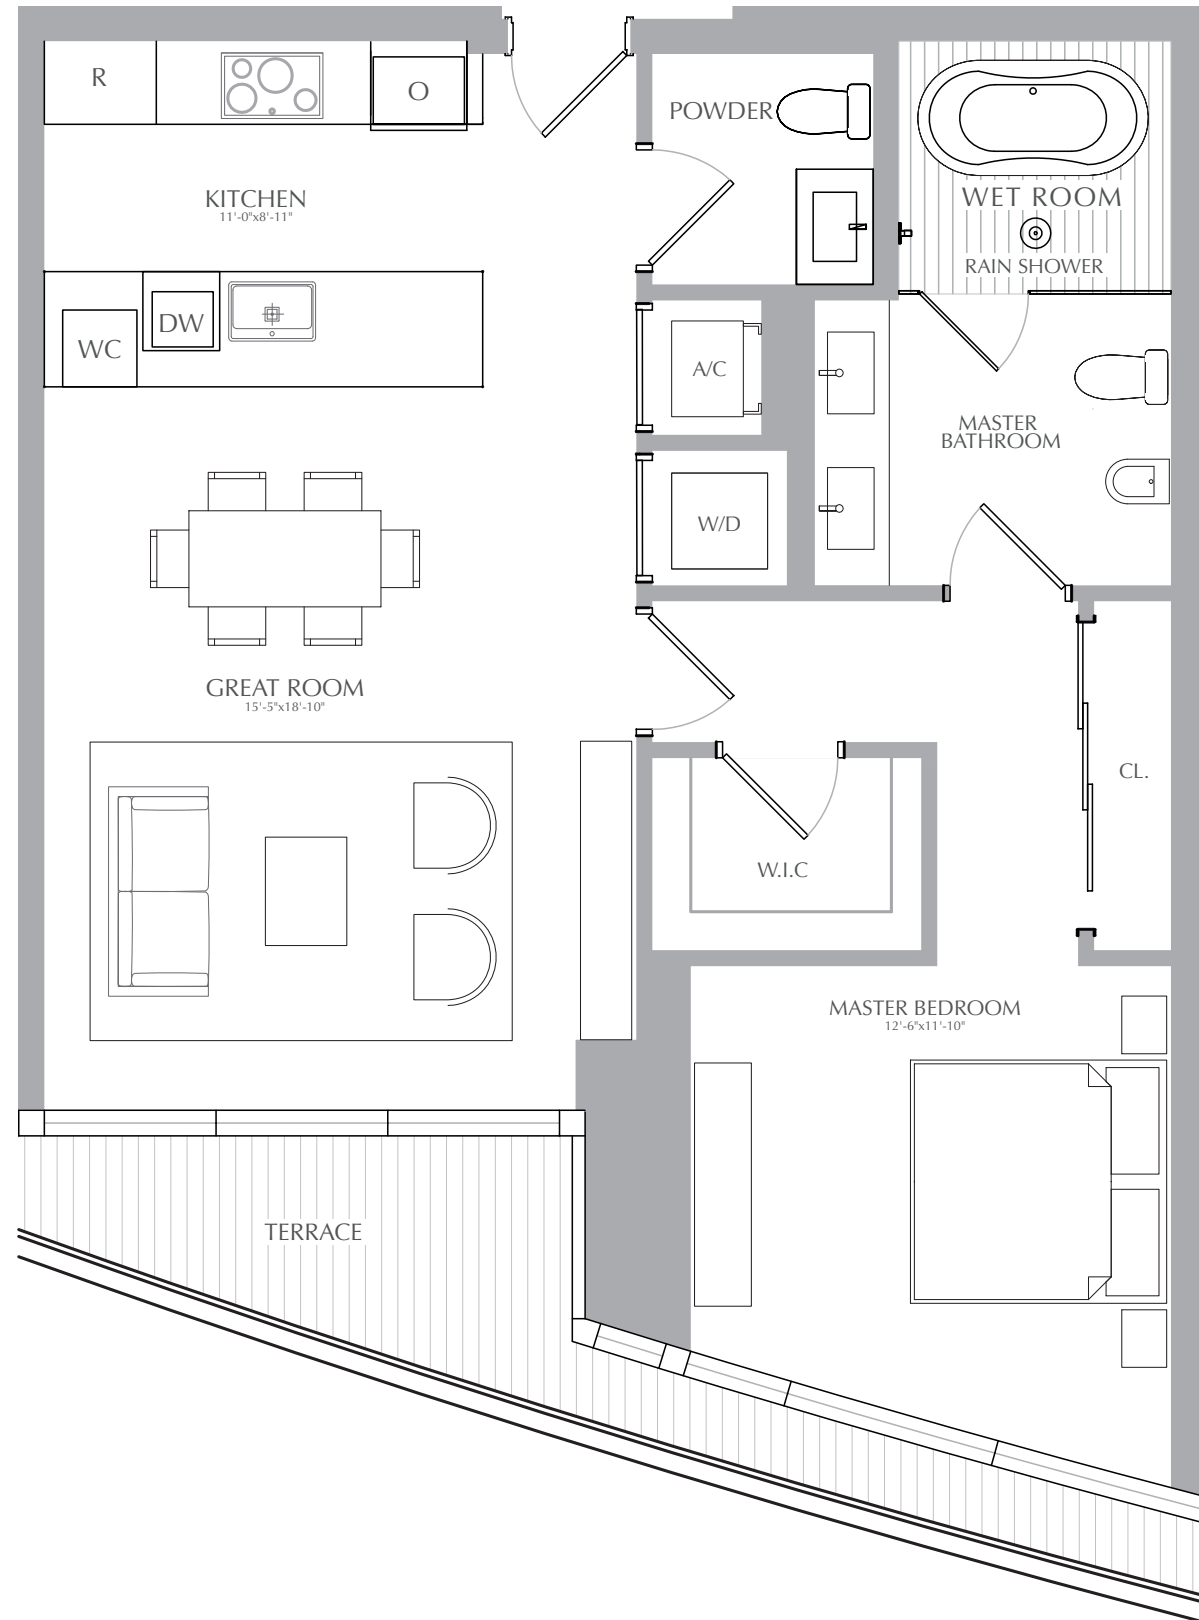 R
O
POWDER
KITCHEN
11'-0"x8'-11"
WET ROOM
RAIN SHOWER
DW
WC
A/C
MASTER
BATHROOM
W/D
GREAT ROOM
15'-5"x18'-10"
CL.
W.I.C
MASTER BEDROOM
12'-6"x11'-10"
TERRACE